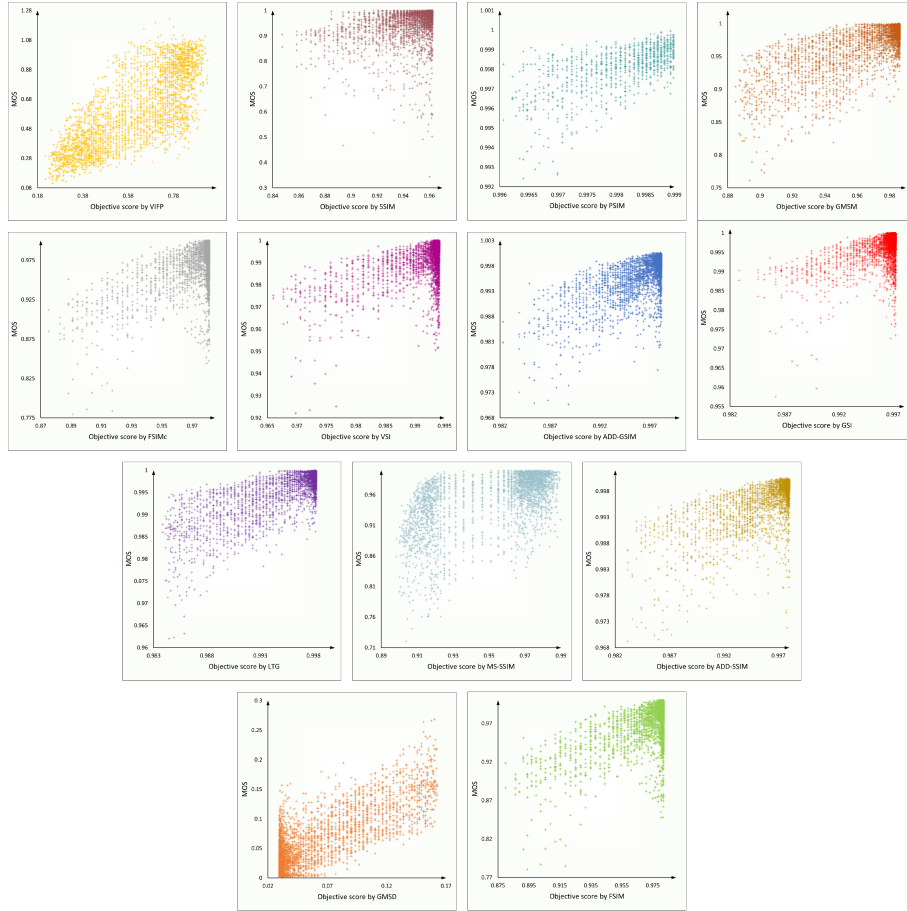 1.28
1.08
0.88
0.68
0.48
0.28
0.08
MOS
0.18 0.38 0.58 0.78
Objective score by VIFP
1
0.9
0.8
0.7
0.6
0.5
0.4
0.3
MOS
0.84 0.86 0.88 0.9 0.92 0.94 0.96
Objective score by SSIM
1.001
1
0.999
0.998
0.997
0.996
0.995
0.994
0.993
0.992
MOS
0.996 0.9965 0.997 0.9975 0.998 0.9985 0.999
Objective score by PSIM
1
0.95
0.9
0.85
0.8
0.75
MOS
0.88 0.9 0.92 0.94 0.96 0.98
Objective score by GMSM
0.975
0.925
0.875
0.825
0.775
MOS
0.87 0.89 0.91 0.93 0.95 0.97 0.98
Objective score by FSIMc
1
0.99
0.98
0.97
0.96
0.95
0.94
0.93
0.92
MOS
0.965 0.97 0.975 0.98 0.985 0.99 0.995
Objective score by VSI
1.003
0.998
0.993
0.988
0.983
0.978
0.973
0.968
MOS
0.982 0.987 0.992 0.997
Objective score by ADD-GSIM
1
0.995
0.99
0.985
0.98
0.975
0.97
0.965
0.96
0.955
MOS
0.982 0.987 0.992 0.997
Objective score by GSI
1
0.995
0.99
0.985
0.98
0.975
0.97
0.965
0.96
MOS
0.983 0.988 0.993 0.998
Objective score by LTG
0.96
0.91
0.86
0.81
0.76
0.71
MOS
0.89 0.91 0.93 0.95 0.97 0.99
Objective score by MS-SSIM
0.998
0.993
0.988
0.983
0.978
0.973
0.968
MOS
0.982 0.987 0.992 0.997
Objective score by ADD-SSIM
0.3
0.25
0.2
0.15
0.1
0.05
0
MOS
0.02 0.07 0.12 0.17
Objective score by GMSD
0.97
0.92
0.87
0.82
0.77
MOS
0.875 0.895 0.915 0.935 0.955 0.975
Objective score by FSIM